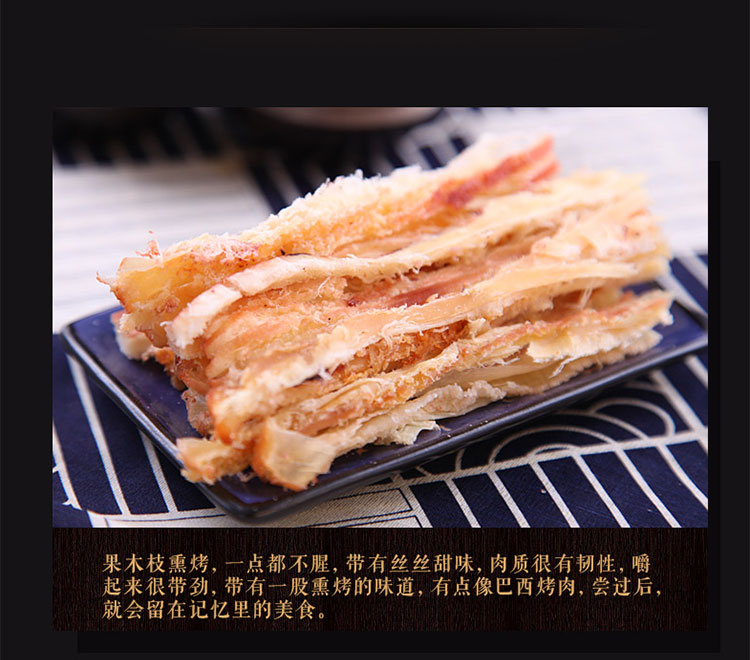 果木枝熏烤，一点都不腥，带有丝丝甜味，肉质很有韧性，嚼
起来很带劲，带有一股熏烤的味道，有点像巴西烤肉，尝过后，
就会留在记忆里的美食。